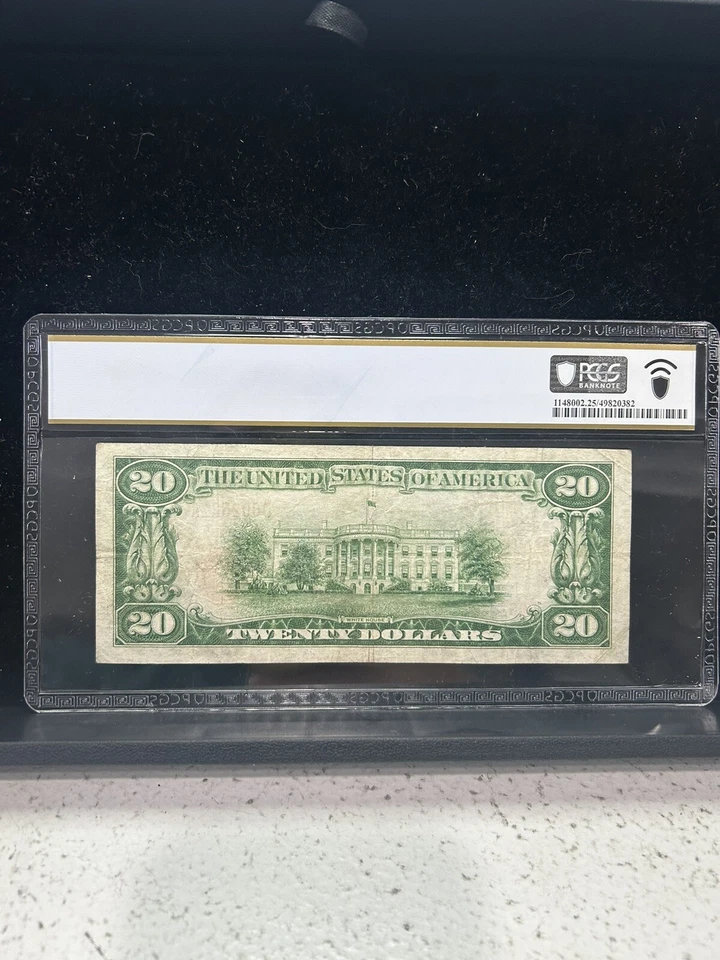 PCGS
BANKNOTE
1148002.25/49820382
20 THE UNITED STATES OF AMERICA 20
WHITE HOUSE
20 TWENTY DOLLARS 20